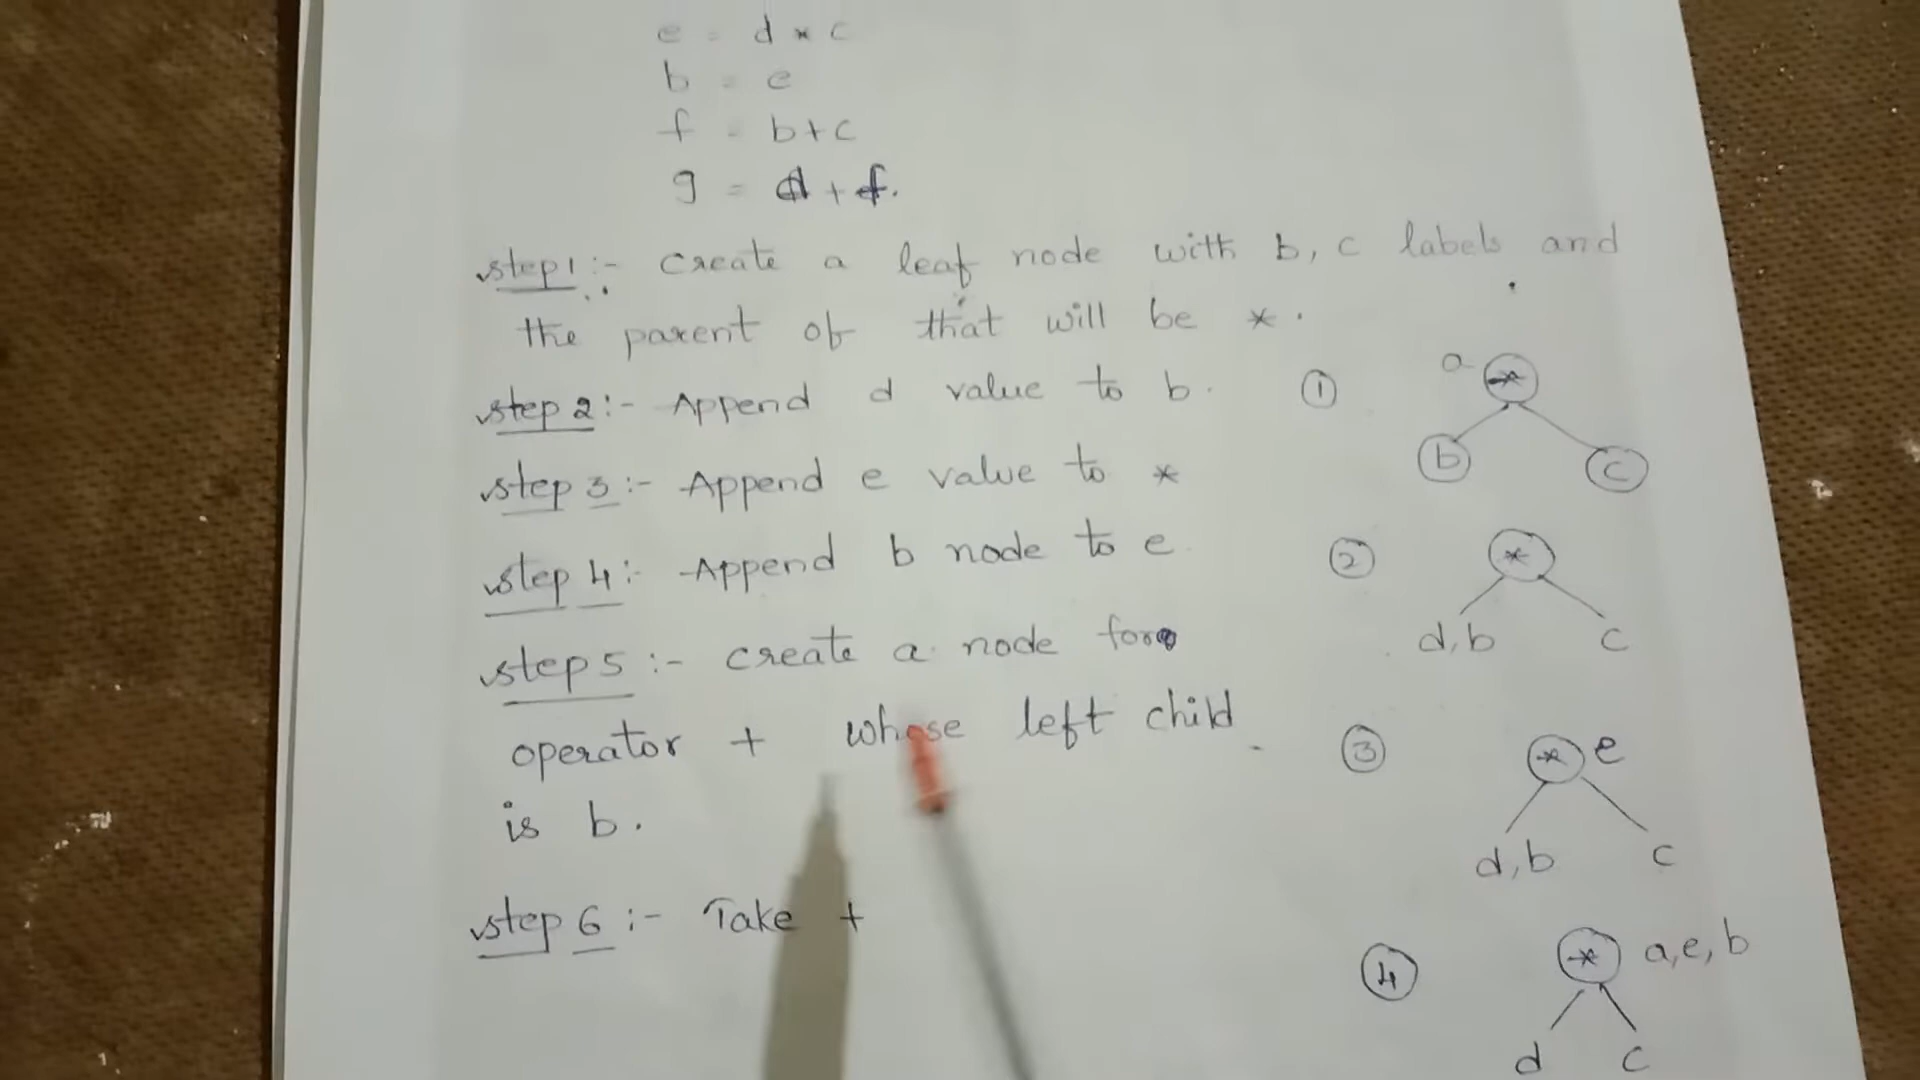 e = d * c
b = e
f = b+c
g = d + f.
step 1 :- Create a leaf node with b, c labels and
the parent of that will be *.
step 2 :- Append d value to b.
step 3 :- Append e value to *
step 4 :- Append b node to e
step 5 :- create a node for
operator + whose left child
is b.
step 6 :- Take +
① a *
b c
② *
d, b c
③ * e
d, b c
④ * a, e, b
d c